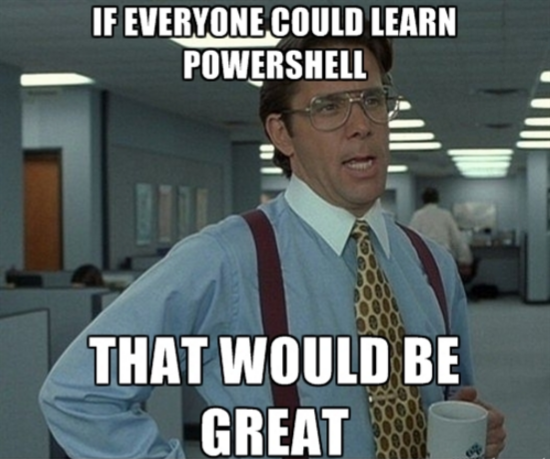 IF EVERYONE COULD LEARN
POWERSHELL
THAT WOULD BE
GREAT